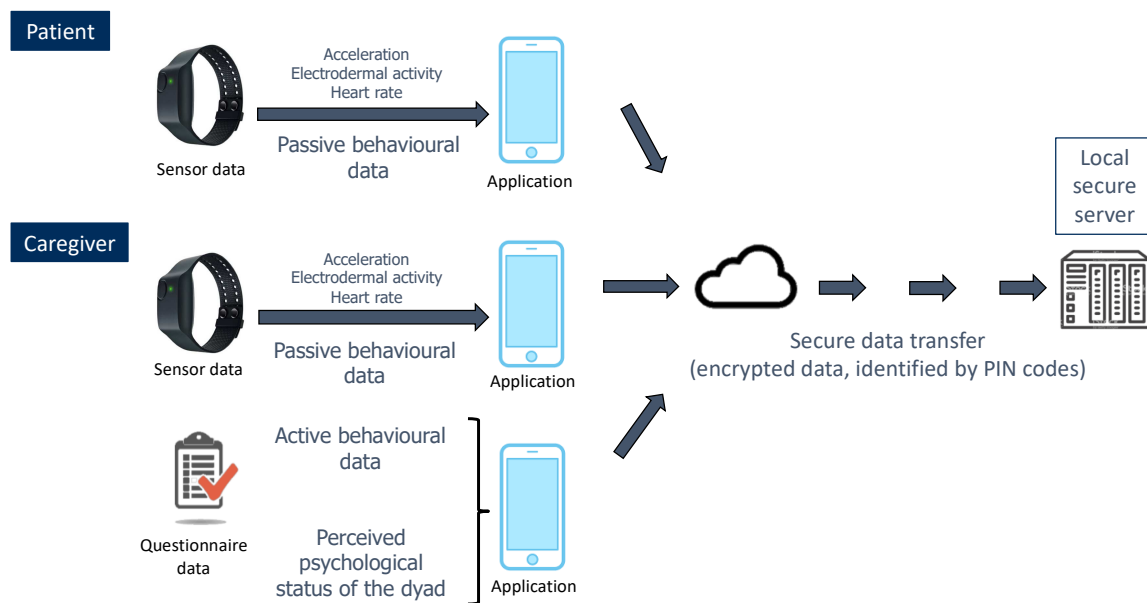 Patient
Acceleration
Electrodermal activity
Heart rate
Passive behavioural
data
Sensor data
Application
Local
secure
server
Caregiver
Acceleration
Electrodermal activity
Heart rate
Passive behavioural
data
Sensor data
Application
Secure data transfer
(encrypted data, identified by PIN codes)
Active behavioural
data
Perceived
psychological
status of the dyad
Questionnaire
data
Application